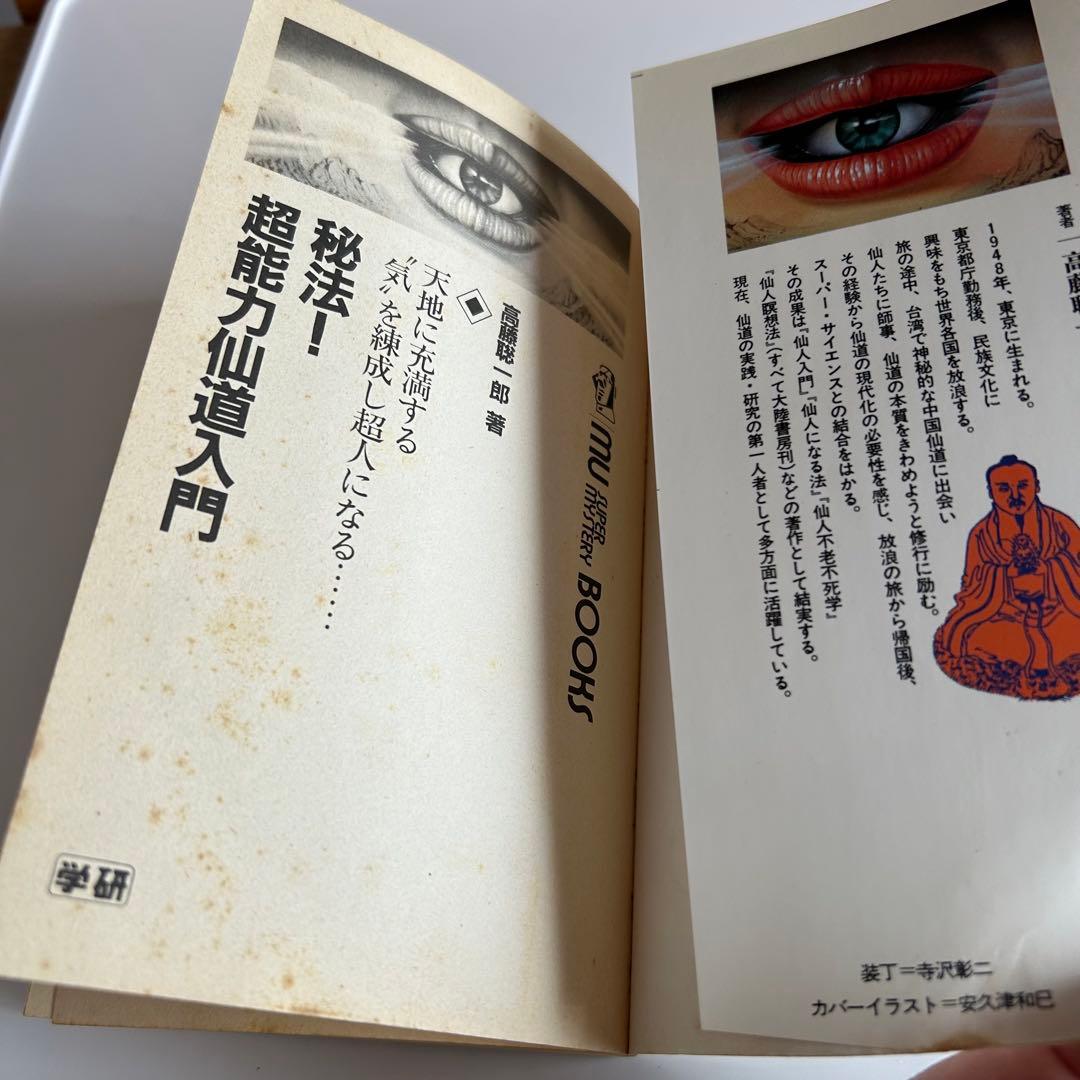 著者
高藤聡一
1948年、東京に生まれる。
東京都庁勤務後、民族文化に
興味をもち世界各国を放浪する。
旅の途中、台湾で神秘的な中国仙道に出会い
仙人たちに師事、仙道の本質をきわめようと修行に励む。
その経験から仙道の現代化の必要性を感じ、放浪の旅から帰国後、
スーパー・サイエンスとの結合をはかる。
その成果は『仙人入門』『仙人になる法』『仙人不老不死学』
『仙人瞑想法』(すべて大陸書房刊)などの著作として結実する。
現在、仙道の実践・研究の第一人者として多方面に活躍している。
装丁=寺沢彰二
カバーイラスト=安久津和巳
MU SUPER MYSTERY BOOKS
高藤聡一郎 著
天地に充満する
〝気〟を練成し超人になる……
秘法!
超能力仙道入門
学研